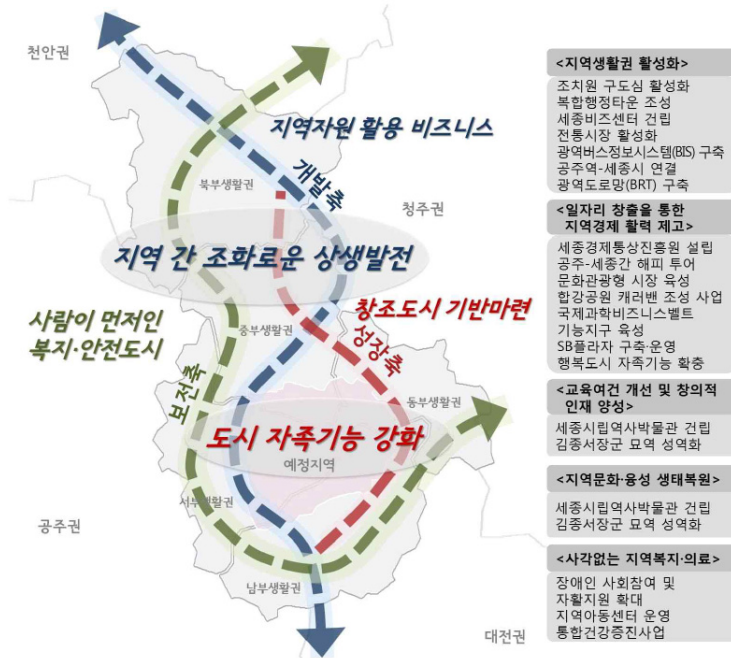 천안권
지역자원 활용 비즈니스
개발축
북부생활권
청주권
지역 간 조화로운 상생발전
사람이 먼저인
복지·안전도시
창조도시 기반마련
중부생활권
성장축
보전축
동부생활권
도시 자족기능 강화
예정지역
서부생활권
공주권
남부생활권
대전권
<지역생활권 활성화>
조치원 구도심 활성화
복합행정타운 조성
세종비즈센터 건립
전통시장 활성화
광역버스정보시스템(BIS) 구축
공주역-세종시 연결
광역도로망(BRT) 구축
<일자리 창출을 통한
지역경제 활력 제고>
세종경제통상진흥원 설립
공주-세종간 해피 투어
문화관광형 시장 육성
합강공원 캐러밴 조성 사업
국제과학비즈니스벨트
기능지구 육성
SB플라자 구축·운영
행복도시 자족기능 확충
<교육여건 개선 및 창의적
인재 양성>
세종시립역사박물관 건립
김종서장군 묘역 성역화
<지역문화·융성 생태복원>
세종시립역사박물관 건립
김종서장군 묘역 성역화
<사각없는 지역복지·의료>
장애인 사회참여 및
자활지원 확대
지역아동센터 운영
통합건강증진사업